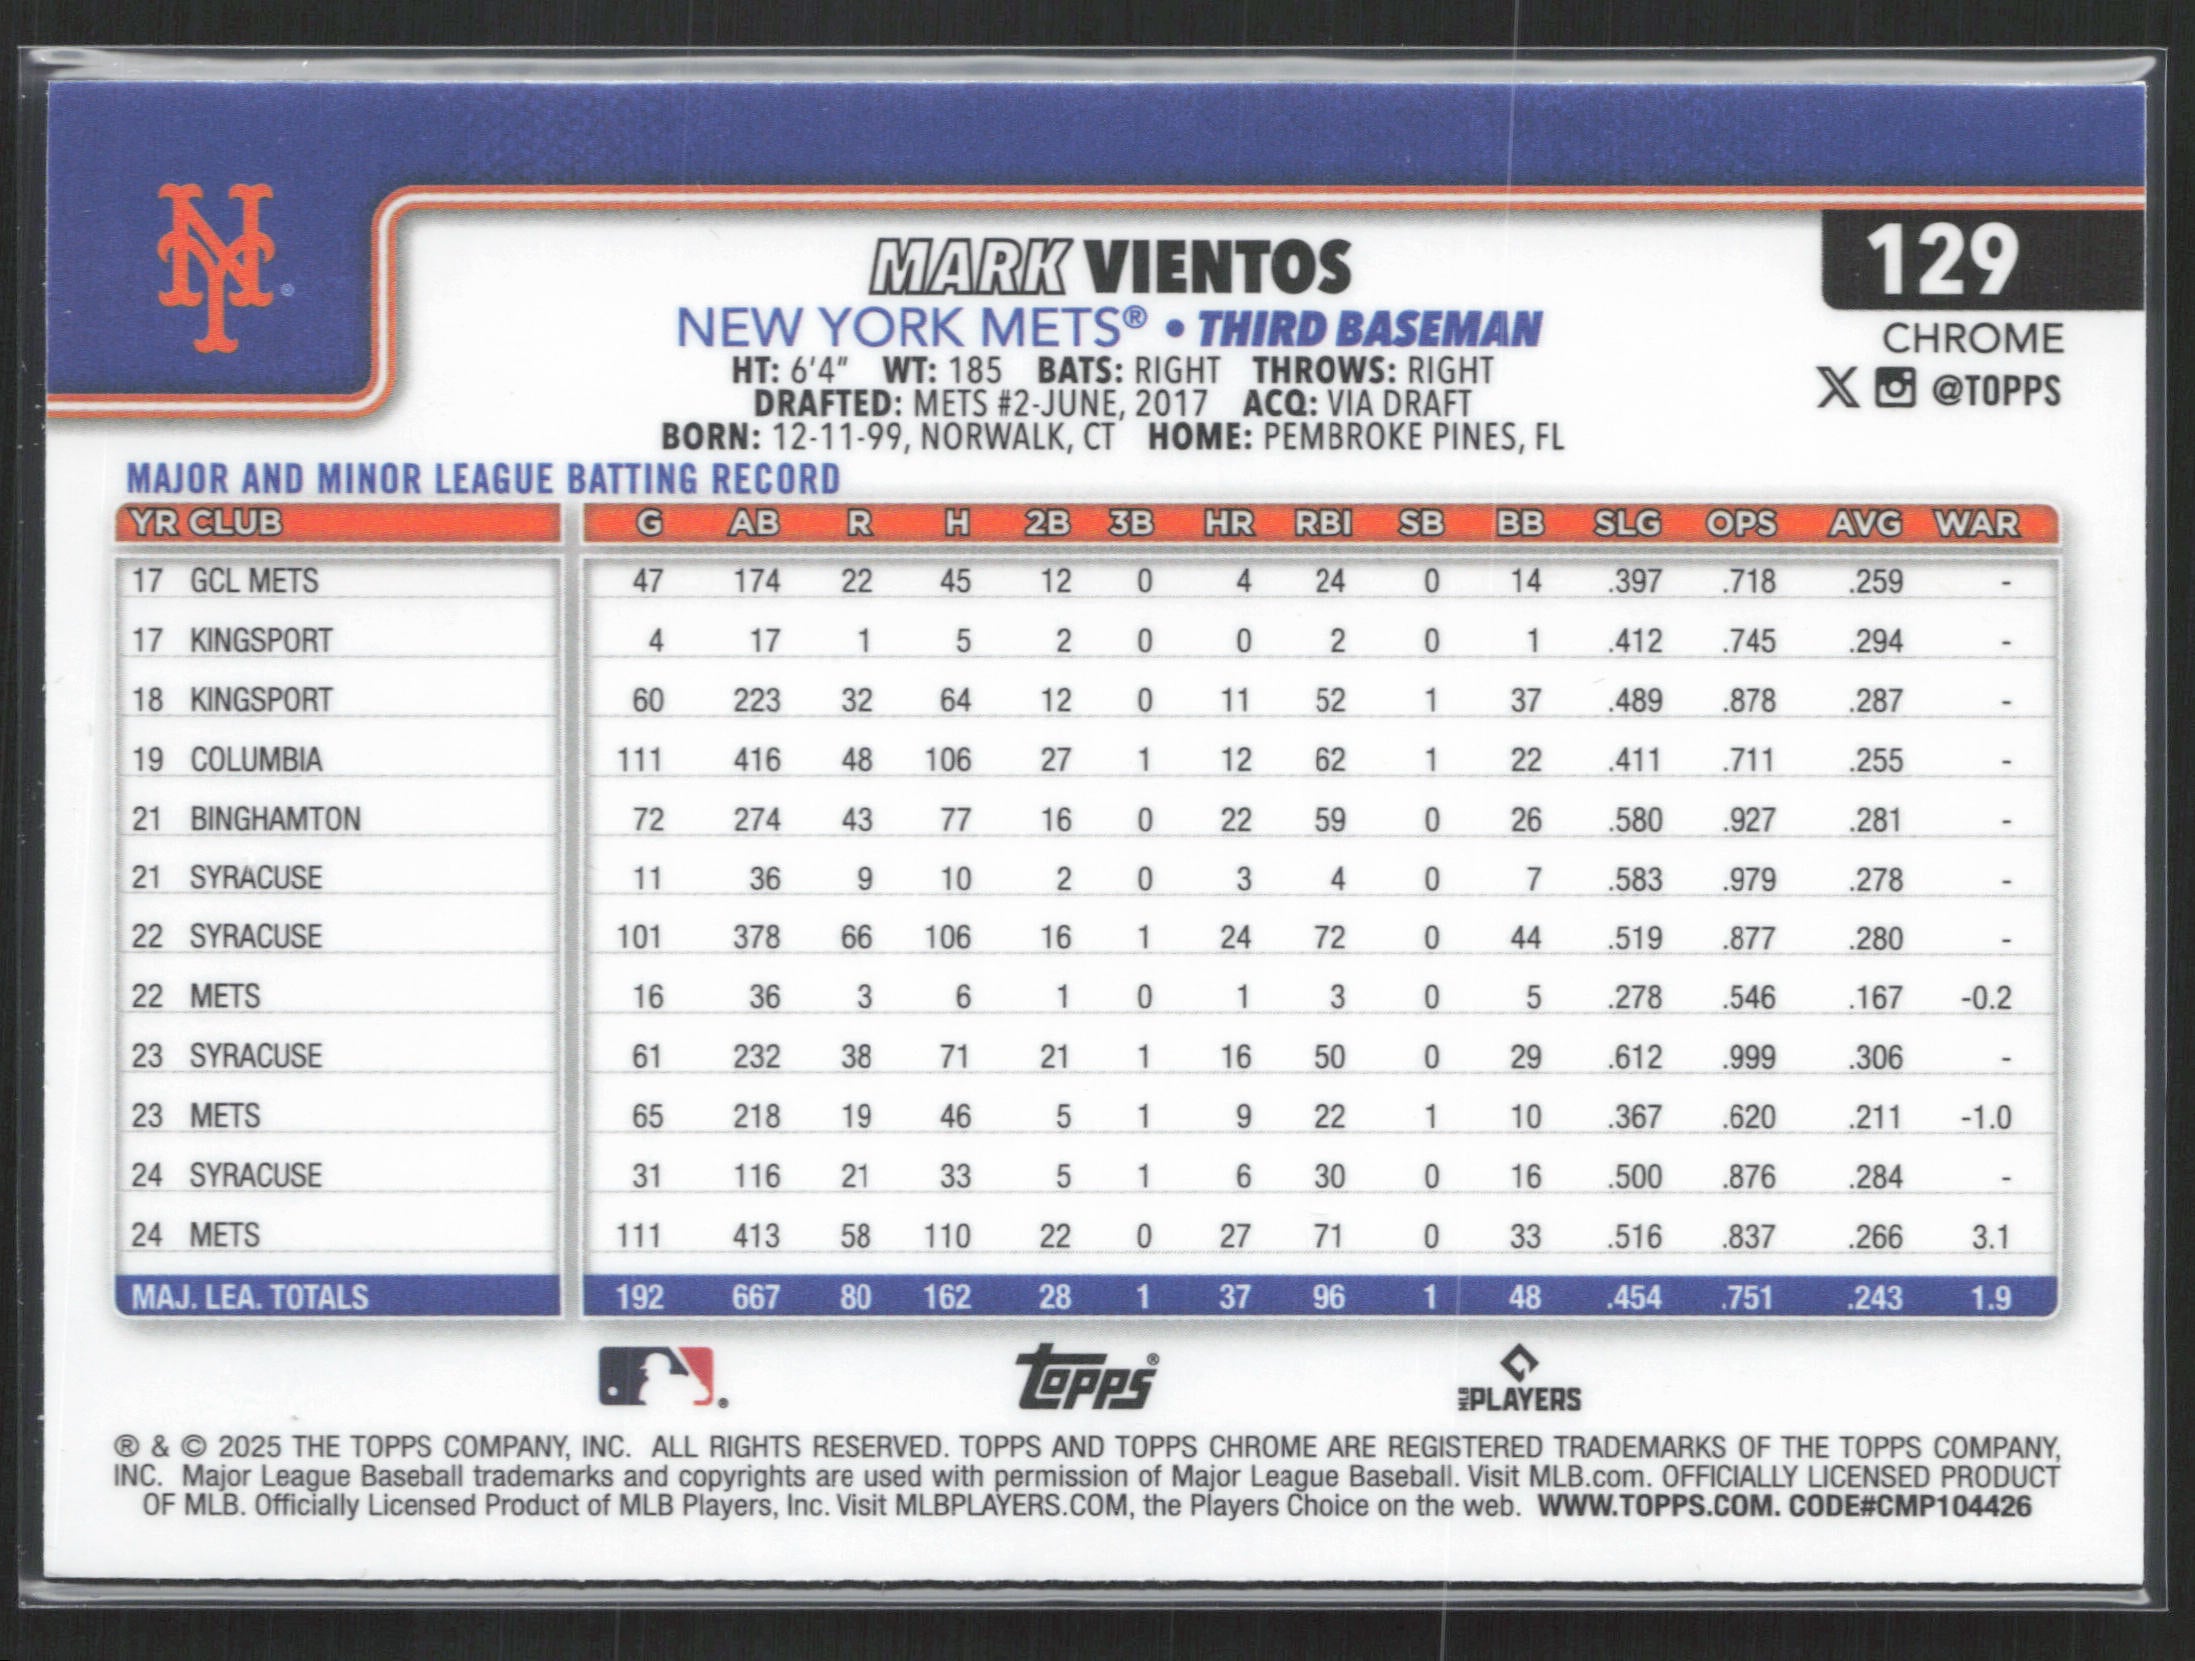 NY
129
MARK VIENTOS
NEW YORK METS® • THIRD BASEMAN
CHROME
HT: 6'4" WT: 185 BATS: RIGHT THROWS: RIGHT
X @TOPPS
DRAFTED: METS #2-JUNE, 2017 ACQ: VIA DRAFT
BORN: 12-11-99, NORWALK, CT HOME: PEMBROKE PINES, FL
MAJOR AND MINOR LEAGUE BATTING RECORD
YR CLUB G AB R H 2B 3B HR RBI SB BB SLG OPS AVG WAR
17 GCL METS 47 174 22 45 12 0 4 24 0 14 .397 .718 .259 -
17 KINGSPORT 4 17 1 5 2 0 0 2 0 1 .412 .745 .294 -
18 KINGSPORT 60 223 32 64 12 0 11 52 1 37 .489 .878 .287 -
19 COLUMBIA 111 416 48 106 27 1 12 62 1 22 .411 .711 .255 -
21 BINGHAMTON 72 274 43 77 16 0 22 59 0 26 .580 .927 .281 -
21 SYRACUSE 11 36 9 10 2 0 3 4 0 7 .583 .979 .278 -
22 SYRACUSE 101 378 66 106 16 1 24 72 0 44 .519 .877 .280 -
22 METS 16 36 3 6 1 0 1 3 0 5 .278 .546 .167 -0.2
23 SYRACUSE 61 232 38 71 21 1 16 50 0 29 .612 .999 .306 -
23 METS 65 218 19 46 5 1 9 22 1 10 .367 .620 .211 -1.0
24 SYRACUSE 31 116 21 33 5 1 6 30 0 16 .500 .876 .284 -
24 METS 111 413 58 110 22 0 27 71 0 33 .516 .837 .266 3.1
MAJ. LEA. TOTALS 192 667 80 162 28 1 37 96 1 48 .454 .751 .243 1.9
Topps® MLB PLAYERS
® & © 2025 THE TOPPS COMPANY, INC. ALL RIGHTS RESERVED. TOPPS AND TOPPS CHROME ARE REGISTERED TRADEMARKS OF THE TOPPS COMPANY,
INC. Major League Baseball trademarks and copyrights are used with permission of Major League Baseball. Visit MLB.com. OFFICIALLY LICENSED PRODUCT
OF MLB. Officially Licensed Product of MLB Players, Inc. Visit MLBPLAYERS.COM, the Players Choice on the web. WWW.TOPPS.COM. CODE#CMP104426